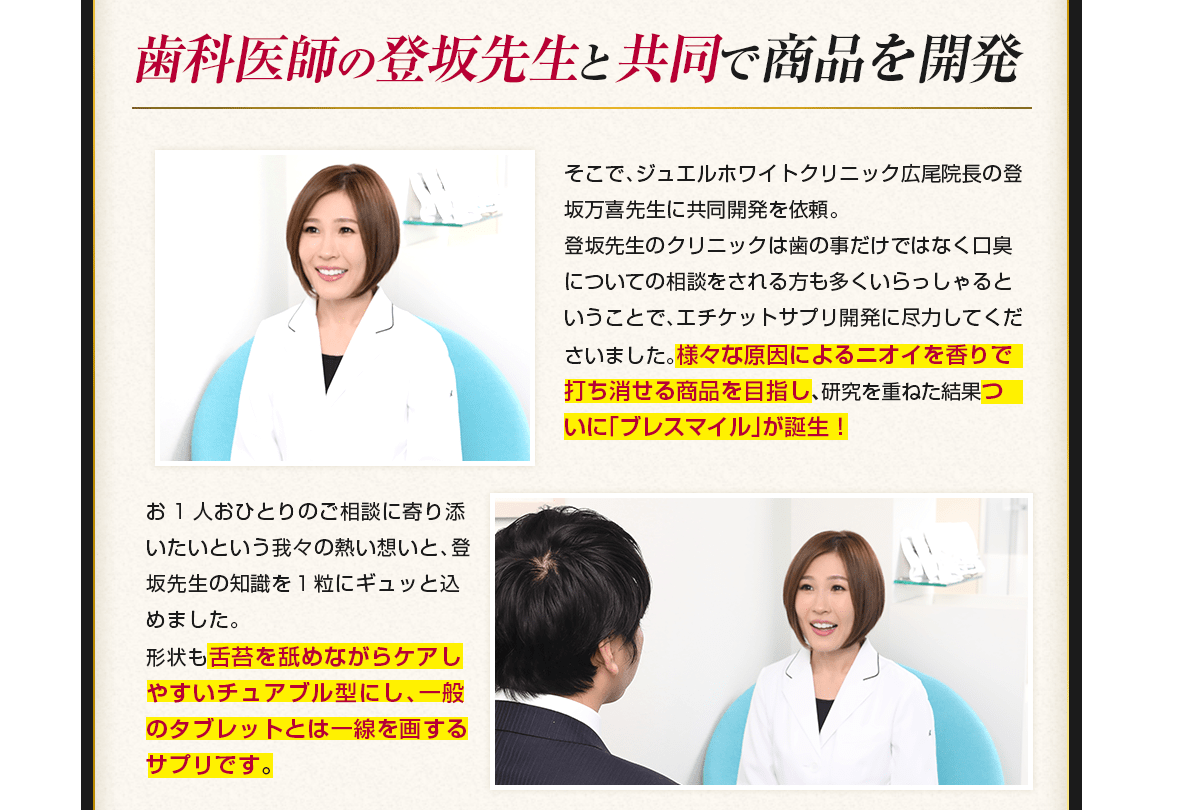 歯科医師の登坂先生と共同で商品を開発
そこで、ジュエルホワイトクリニック広尾院長の登
坂万喜先生に共同開発を依頼。
登坂先生のクリニックは歯の事だけではなく口臭
についての相談をされる方も多くいらっしゃると
いうことで、エチケットサプリ開発に尽力してくだ
さいました。様々な原因によるニオイを香りで
打ち消せる商品を目指し、研究を重ねた結果つ
いに「ブレスマイル」が誕生！
お１人おひとりのご相談に寄り添
いたいという我々の熱い想いと、登
坂先生の知識を１粒にギュッと込
めました。
形状も舌苔を舐めながらケアし
やすいチュアブル型にし、一般
のタブレットとは一線を画する
サプリです。